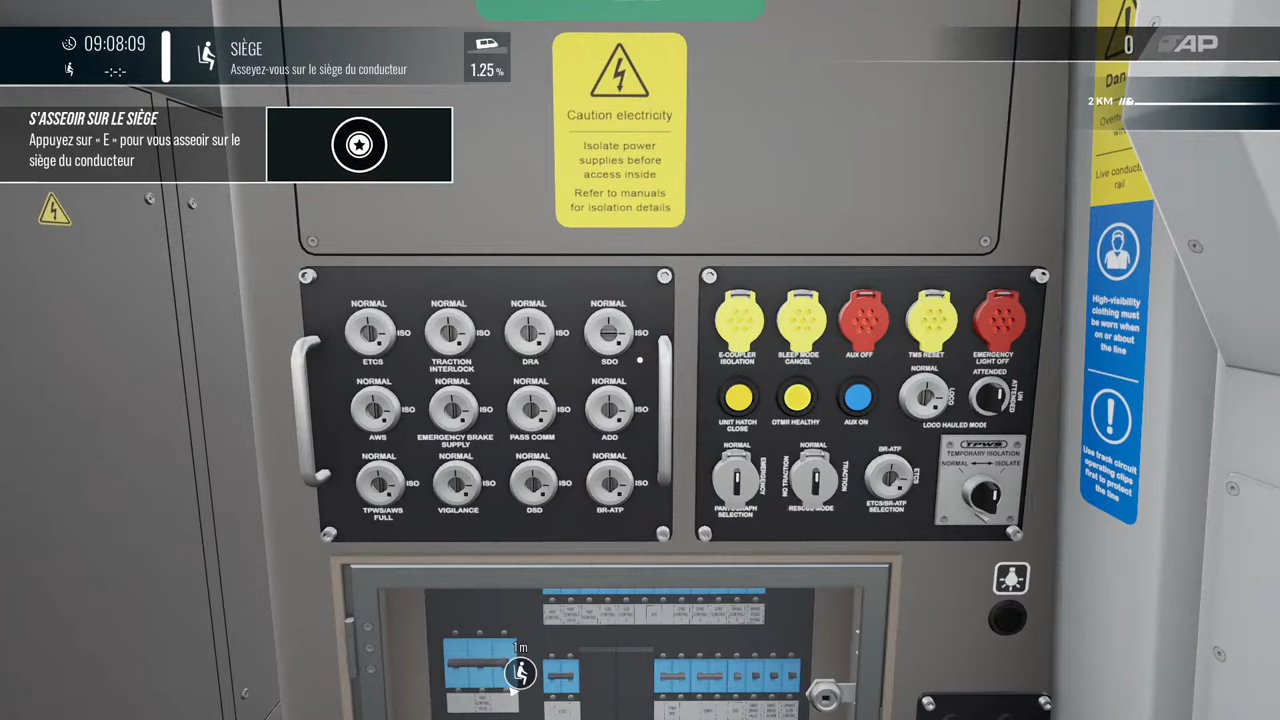 09:08:09
-:-:-
SIÈGE
Asseyez-vous sur le siège du conducteur
1.25 %
0
AP
2 KM
S'ASSEOIR SUR LE SIÈGE
Appuyez sur « E » pour vous asseoir sur le
siège du conducteur
Caution electricity
Isolate power
supplies before
access inside
Refer to manuals
for isolation details
Live conduct
rail
High-visibility
clothing must
be worn when
on or about
the line
Use track circuit
operating clips
first to protect
the line
NORMAL NORMAL NORMAL NORMAL
ISO ISO ISO ISO
ETCS TRACTION INTERLOCK DRA SDO
NORMAL NORMAL NORMAL NORMAL
ISO ISO ISO ISO
AWS EMERGENCY BRAKE SUPPLY PASS COMM ADD
NORMAL NORMAL NORMAL NORMAL
ISO ISO ISO ISO
TPWS/AWS FULL VIGILANCE DSD BR-ATP
E-COUPLER ISOLATION SLEEP MODE CANCEL AUX OFF TMS RESET EMERGENCY LIGHT OFF
NORMAL LOCO ATTENDED UN ATTENDED
UNIT HATCH CLOSE OTMR HEALTHY AUX ON LOCO HAULED MODE
NORMAL EMERGENCY NORMAL NO TRACTION TRACTION BR-ATP ETCS
PANTOGRAPH SELECTION RESCUE MODE ETCS/BR-ATP SELECTION
TPWS
TEMPORARY ISOLATION
NORMAL ISOLATE
1m